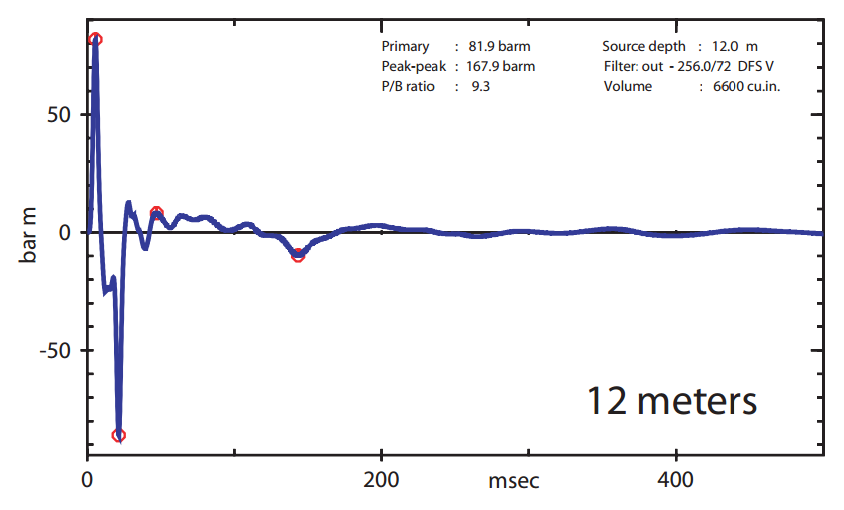 Primary : 81.9 barm
Peak-peak : 167.9 barm
P/B ratio : 9.3
Source depth : 12.0 m
Filter: out - 256.0/72 DFS V
Volume : 6600 cu.in.
50
0
-50
bar m
12 meters
0
200
msec
400